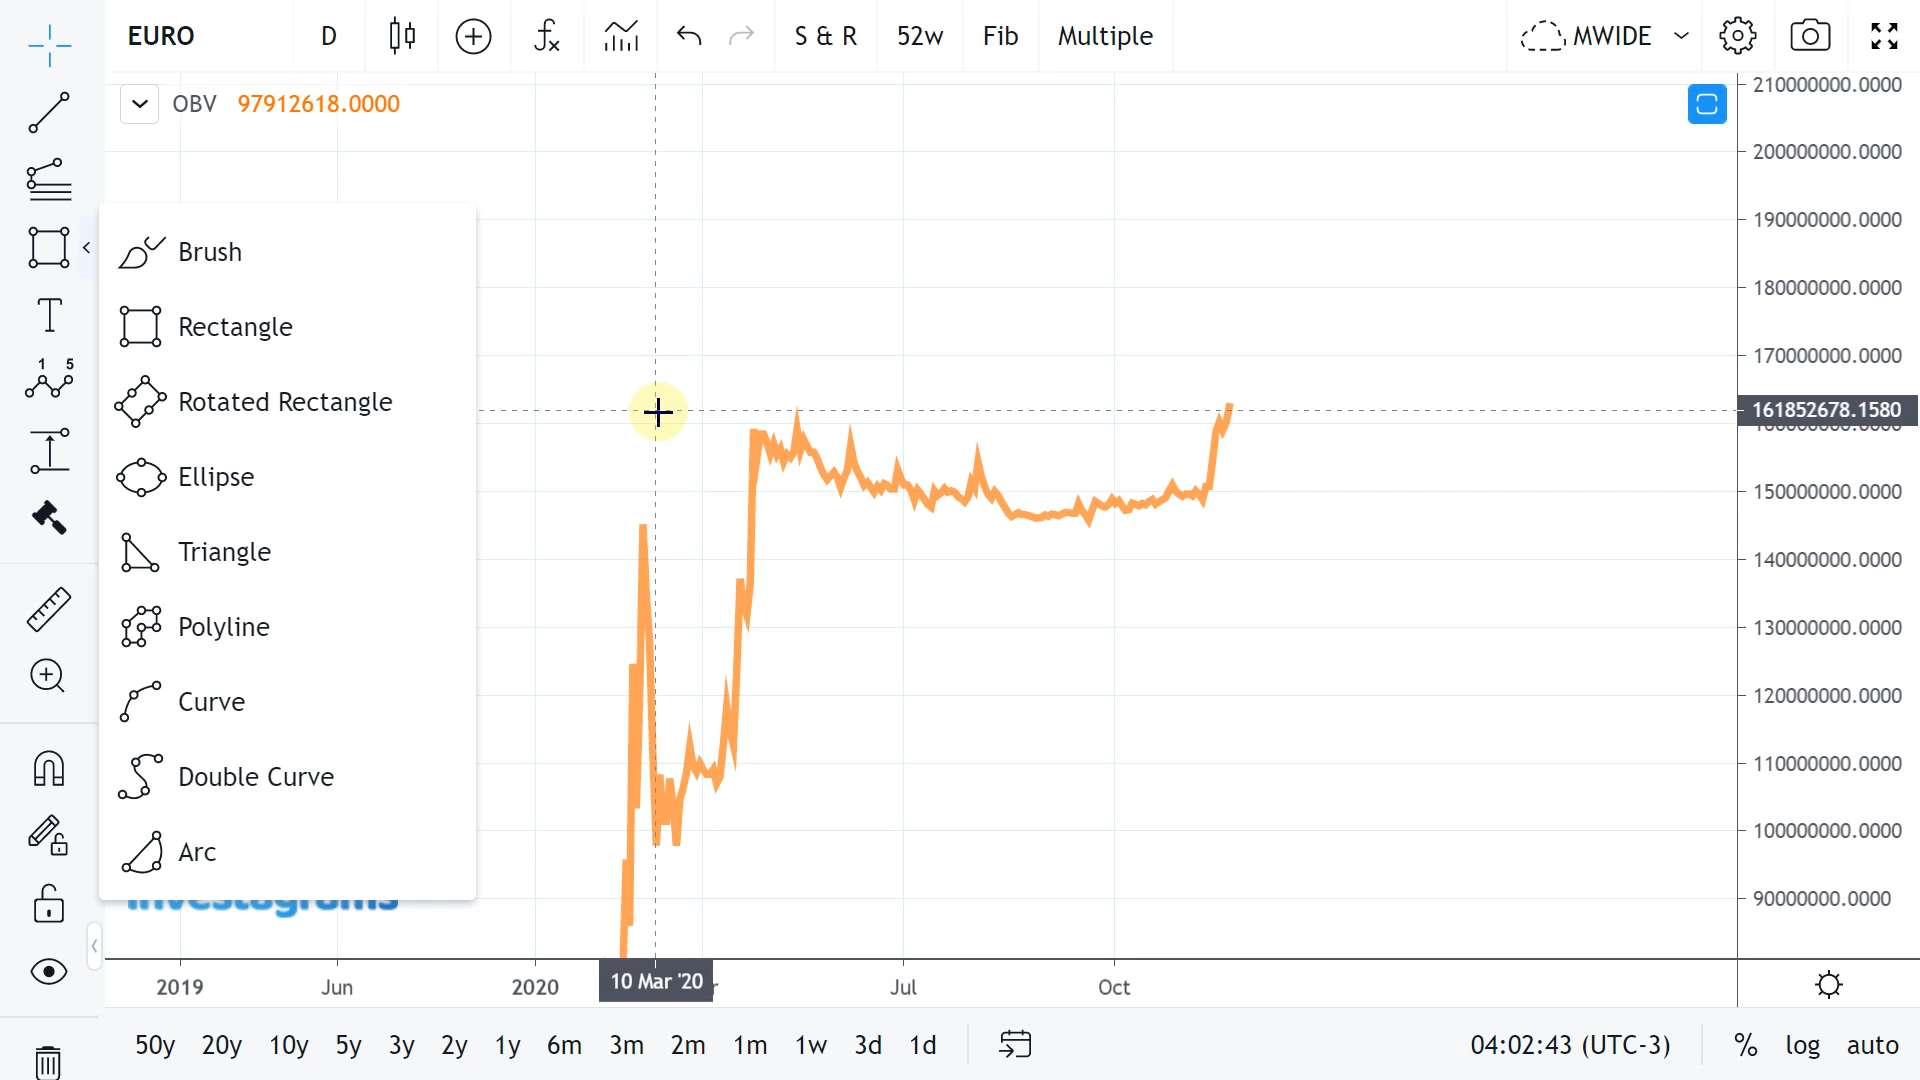 EURO D S & R 52w Fib Multiple MWIDE
OBV 97912618.0000
210000000.0000
200000000.0000
190000000.0000
180000000.0000
170000000.0000
161852678.1580
150000000.0000
140000000.0000
130000000.0000
120000000.0000
110000000.0000
100000000.0000
90000000.0000
T
1 5
Brush
Rectangle
Rotated Rectangle
Ellipse
Triangle
Polyline
Curve
Double Curve
Arc
Investagrams
2019 Jun 2020 10 Mar '20 Jul Oct
50y 20y 10y 5y 3y 2y 1y 6m 3m 2m 1m 1w 3d 1d 04:02:43 (UTC-3) % log auto